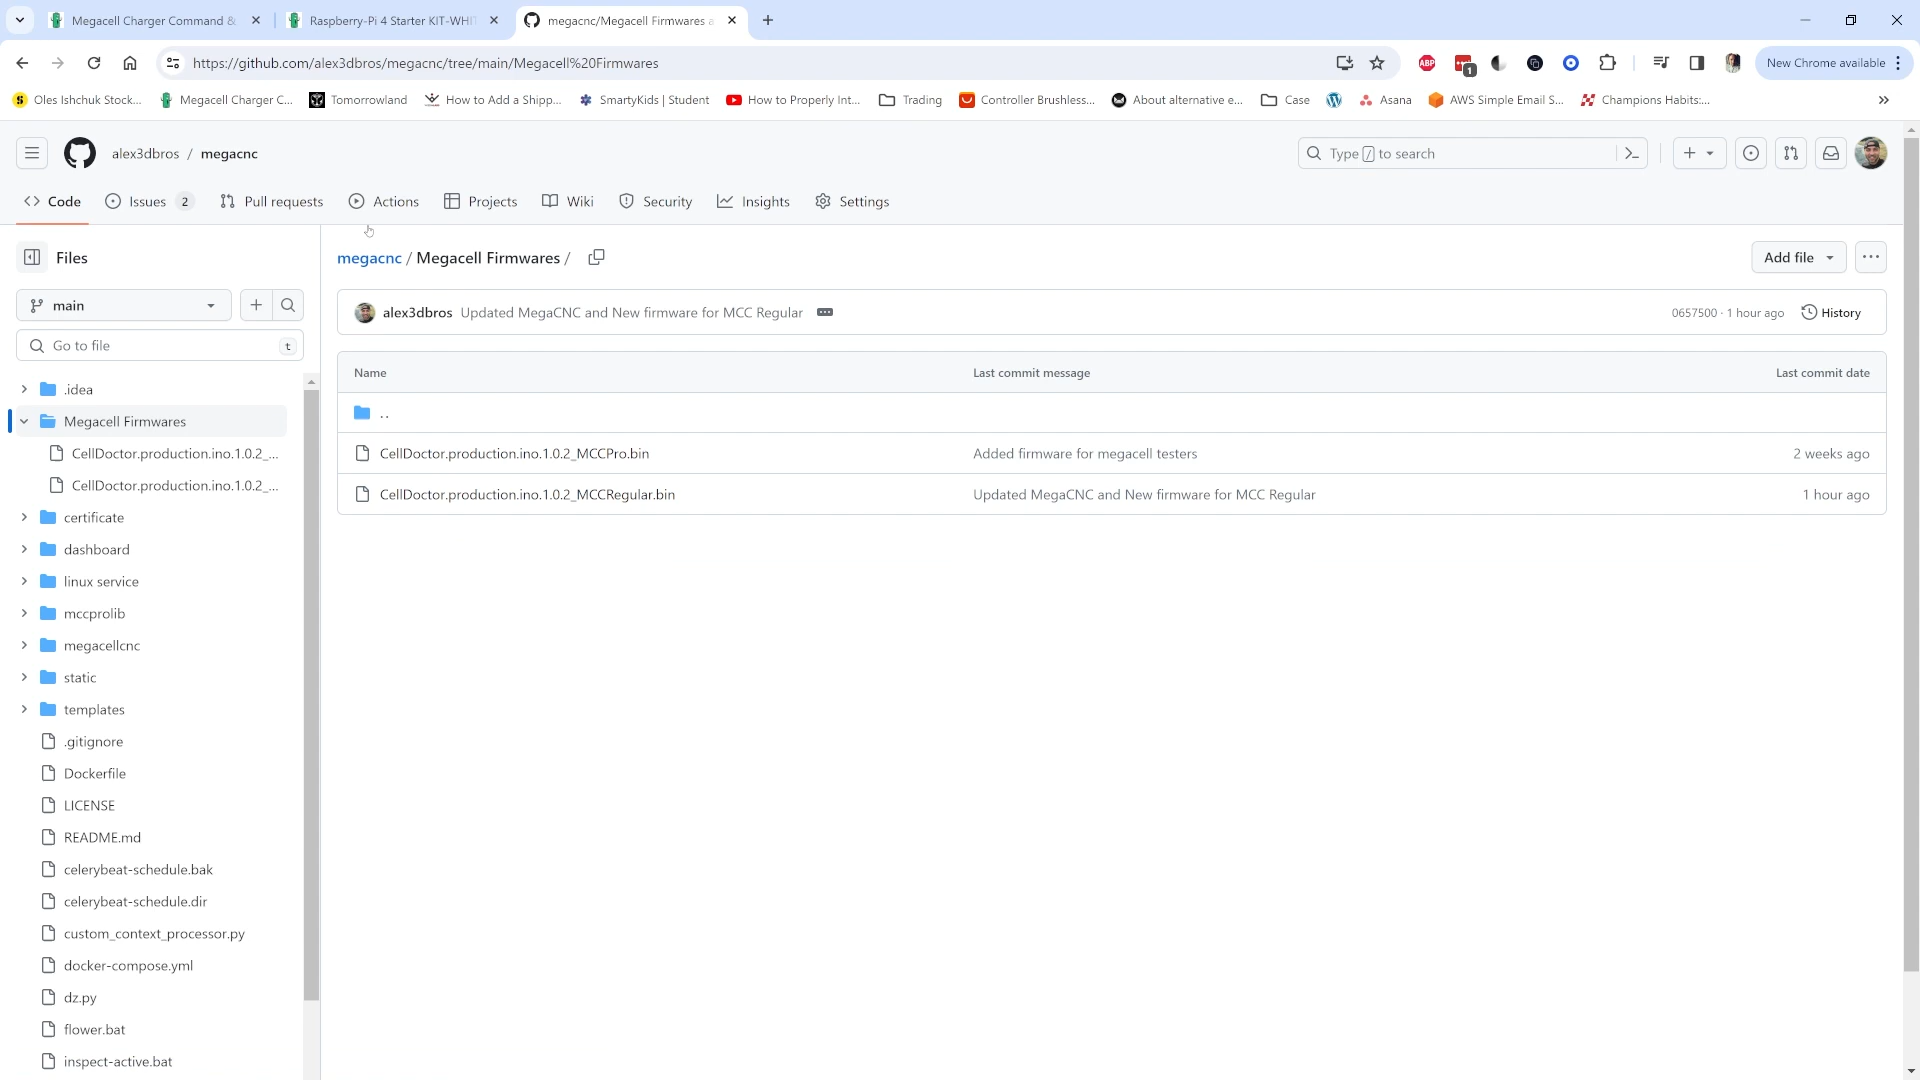 Megacell Charger Command &
Raspberry-Pi 4 Starter KIT-WHI
megacnc/Megacell Firmwares a
https://github.com/alex3dbros/megacnc/tree/main/Megacell%20Firmwares
ABP
1
New Chrome available
Oles Ishchuk Stock...
Megacell Charger C...
Tomorrowland
How to Add a Shipp...
SmartyKids | Student
How to Properly Int...
Trading
Controller Brushless...
About alternative e...
Case
Asana
AWS Simple Email S...
Champions Habits:...
alex3dbros / megacnc
Type / to search
Code
Issues 2
Pull requests
Actions
Projects
Wiki
Security
Insights
Settings
Files
megacnc / Megacell Firmwares /
Add file
main
alex3dbros Updated MegaCNC and New firmware for MCC Regular
0657500 · 1 hour ago
History
Go to file t
Name Last commit message Last commit date
..
CellDoctor.production.ino.1.0.2_MCCPro.bin Added firmware for megacell testers 2 weeks ago
CellDoctor.production.ino.1.0.2_MCCRegular.bin Updated MegaCNC and New firmware for MCC Regular 1 hour ago
.idea
Megacell Firmwares
CellDoctor.production.ino.1.0.2_...
CellDoctor.production.ino.1.0.2_...
certificate
dashboard
linux service
mccprolib
megacellcnc
static
templates
.gitignore
Dockerfile
LICENSE
README.md
celerybeat-schedule.bak
celerybeat-schedule.dir
custom_context_processor.py
docker-compose.yml
dz.py
flower.bat
inspect-active.bat